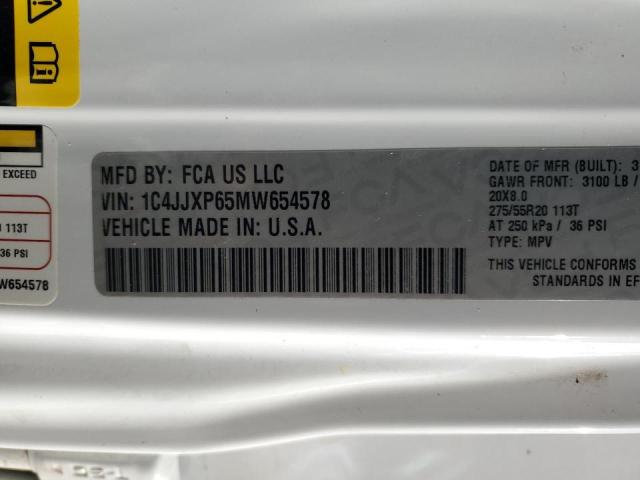 EXCEED
113T
36 PSI
W654578
MFD BY: FCA US LLC
VIN: 1C4JJXP65MW654578
VEHICLE MADE IN: U.S.A.
DATE OF MFR (BUILT): 3
GAWR FRONT: 3100 LB /
20X8.0
275/55R20 113T
AT 250 kPa / 36 PSI
TYPE: MPV
THIS VEHICLE CONFORMS
STANDARDS IN EF